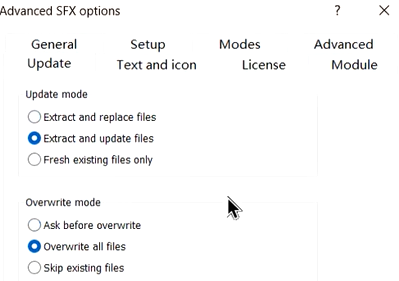 Advanced SFX options ? ×
General Setup Modes Advanced
Update Text and icon License Module
Update mode
Extract and replace files
Extract and update files
Fresh existing files only
Overwrite mode
Ask before overwrite
Overwrite all files
Skip existing files